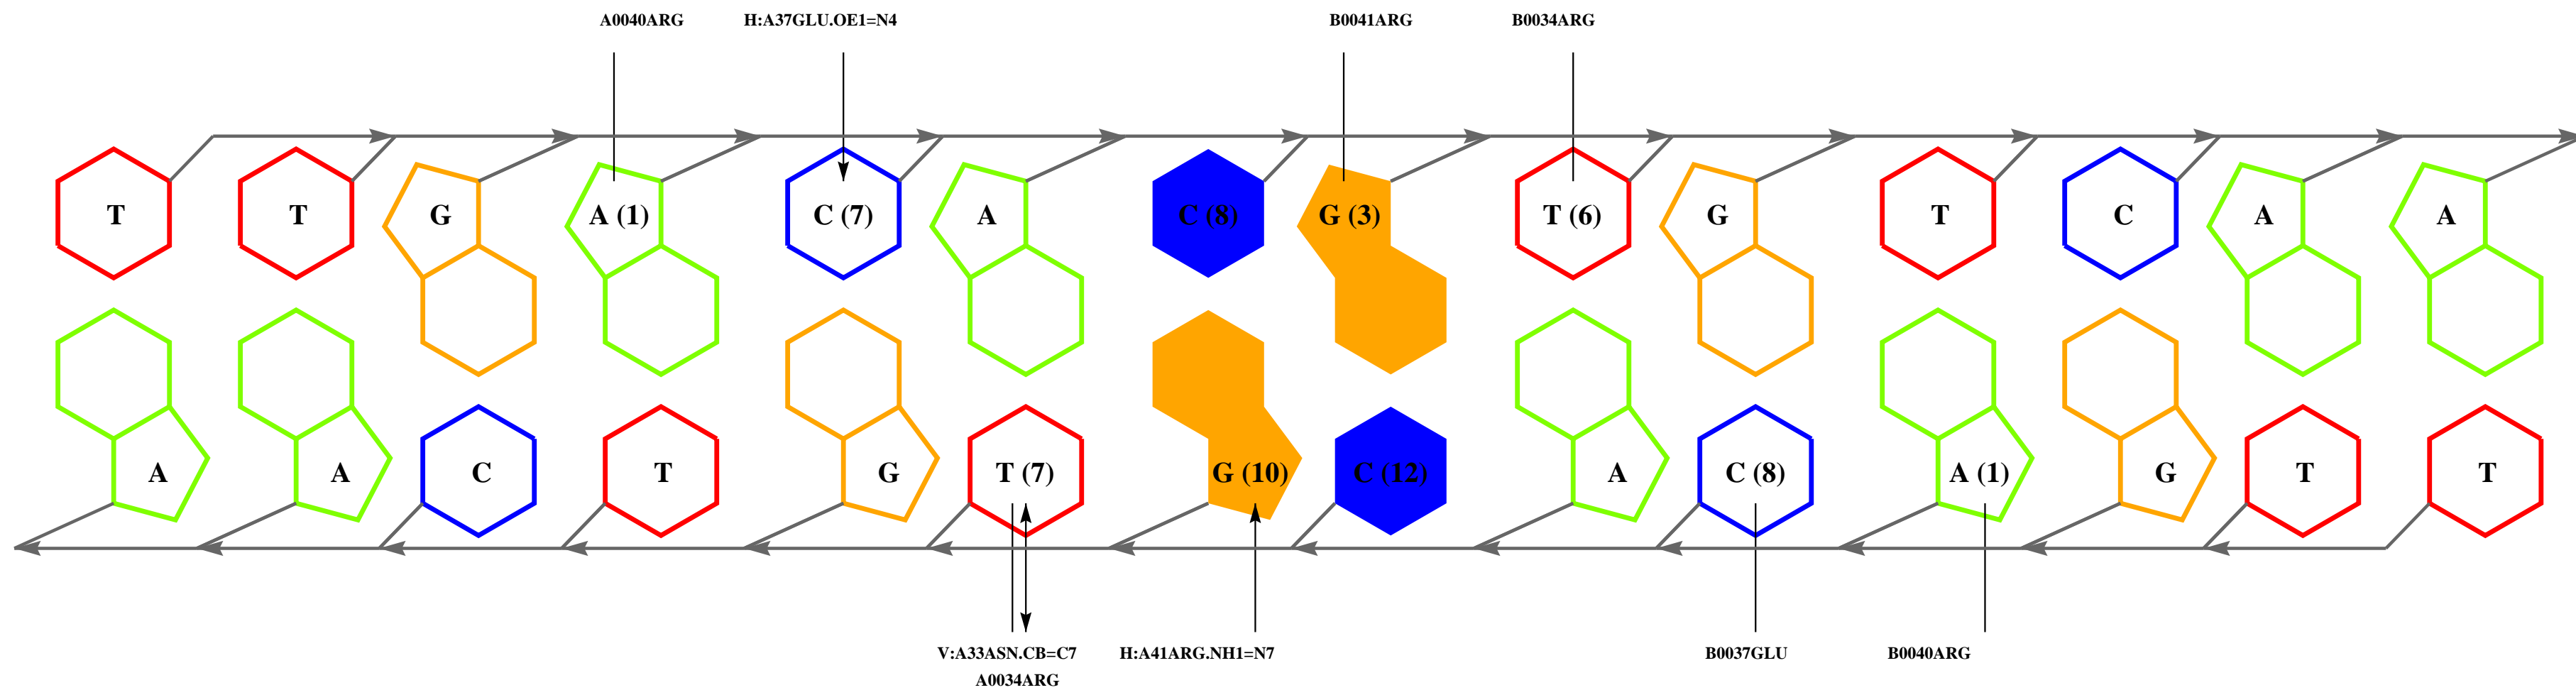 A0040ARG H:A37GLU.OE1=N4 B0041ARG B0034ARG
T T G A (1) C (7) A C (8) G (3) T (6) G T C A A
A A C T G T (7) G (10) C (12) A C (8) A (1) G T T
V:A33ASN.CB=C7 H:A41ARG.NH1=N7 B0037GLU B0040ARG
A0034ARG